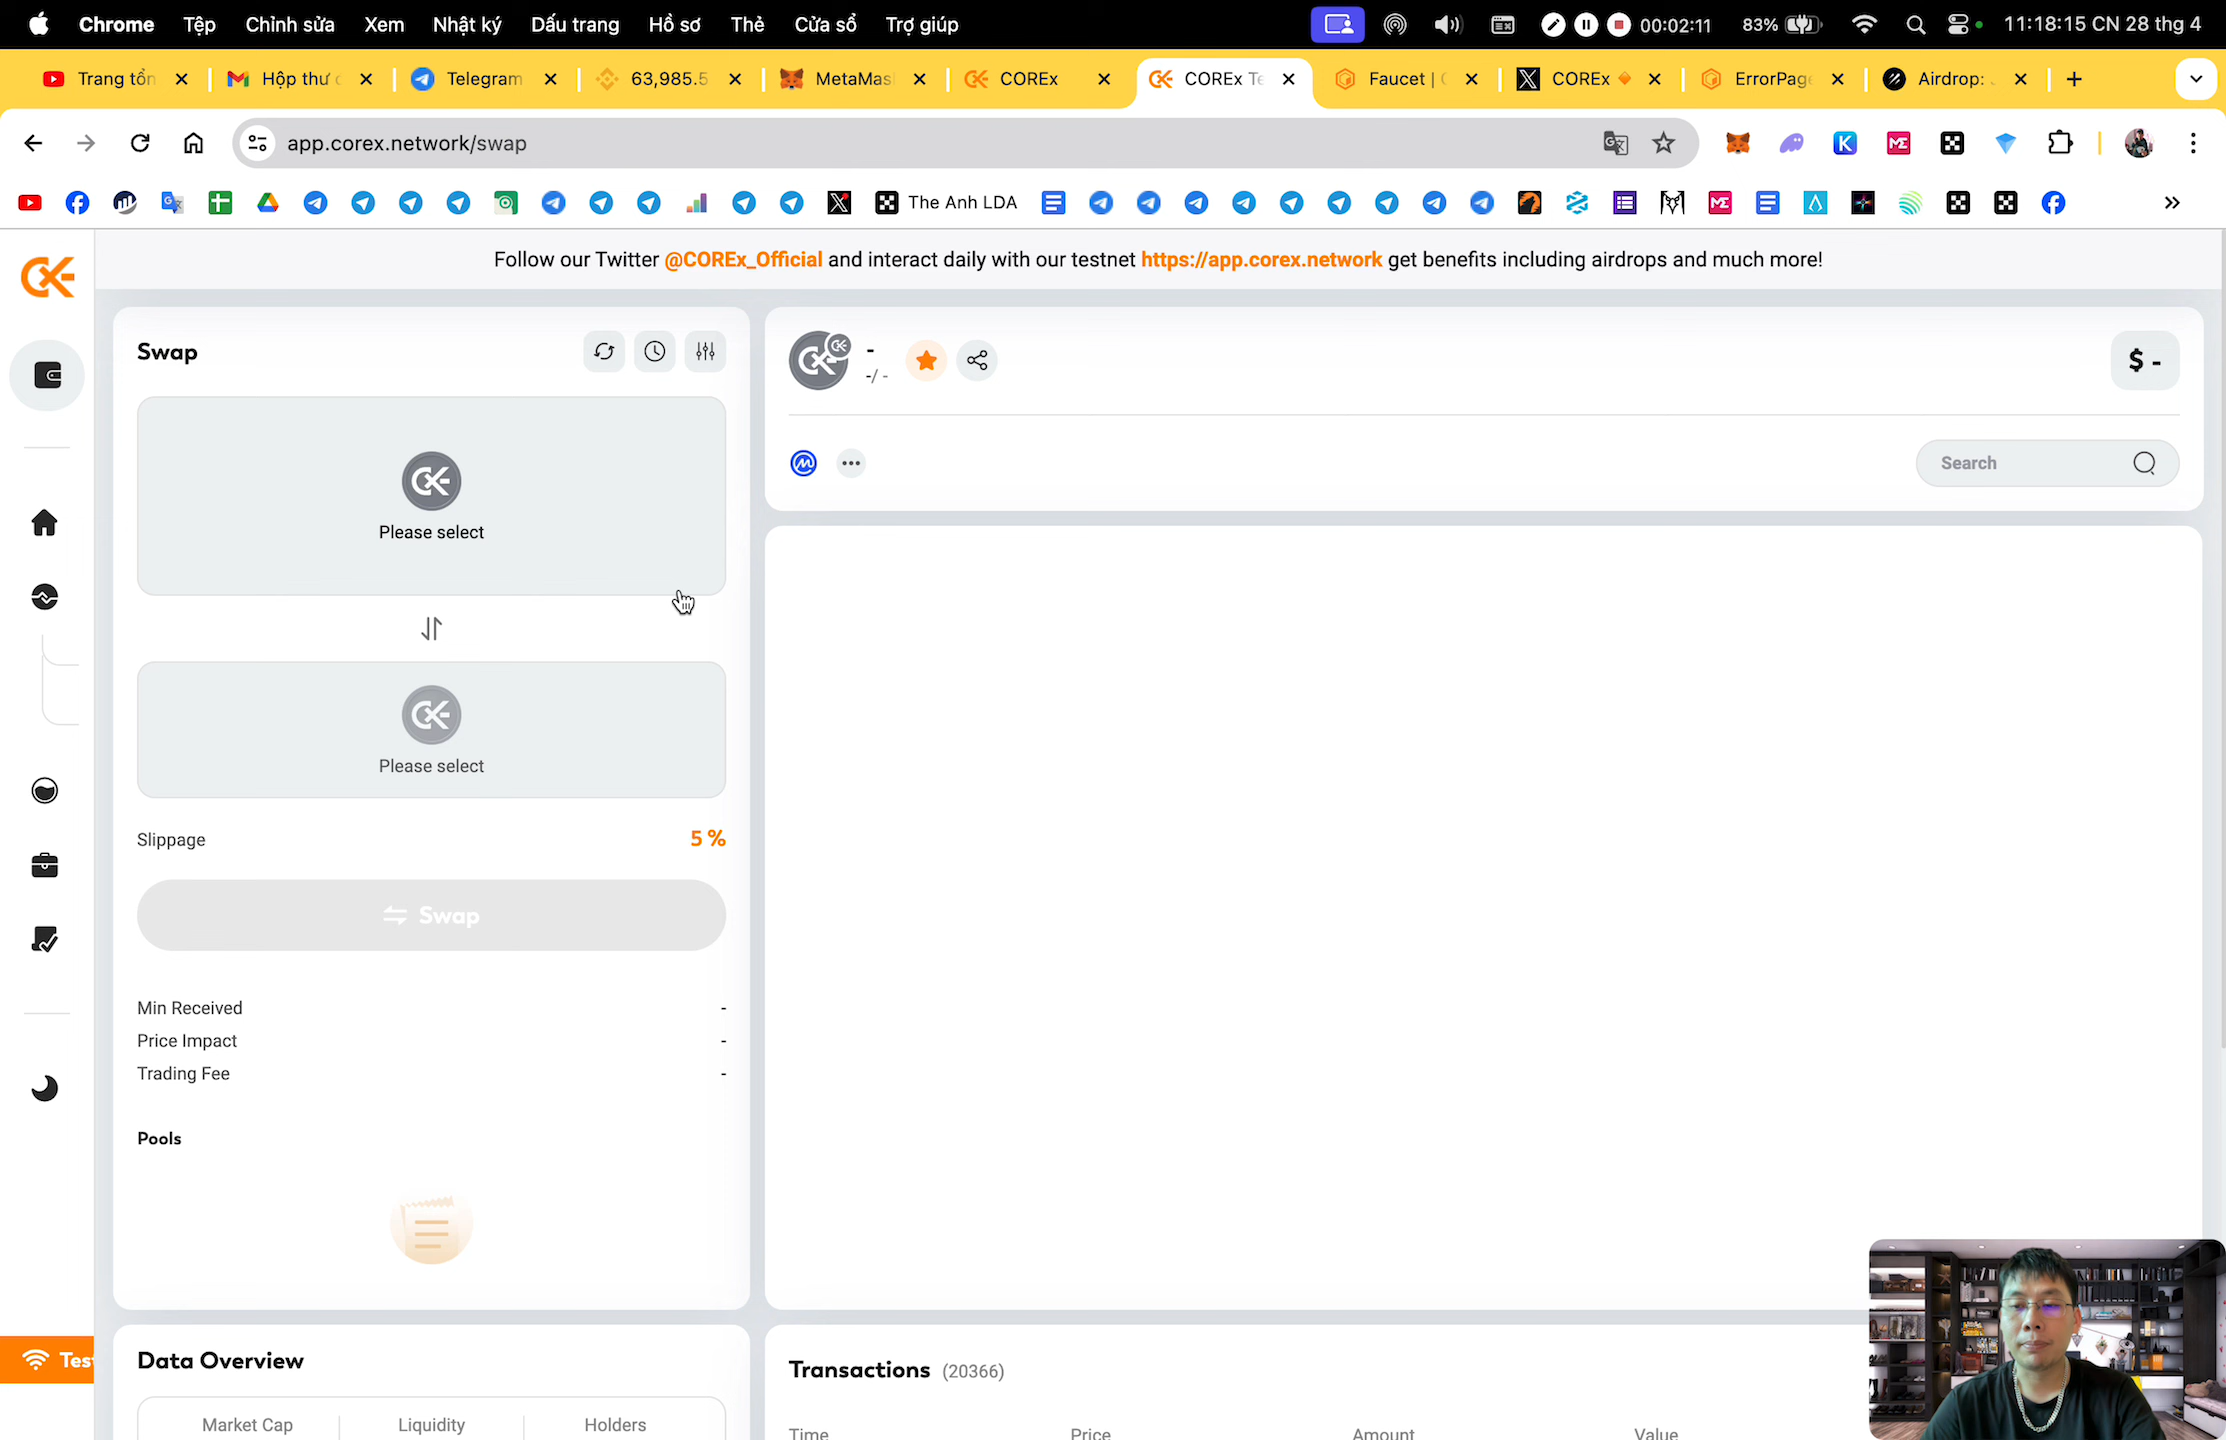 Chrome Tệp Chỉnh sửa Xem Nhật ký Dấu trang Hồ sơ Thẻ Cửa sổ Trợ giúp 00:02:11 83% 11:18:15 CN 28 thg 4
Trang tổn Hộp thư Telegram 63,985.5 MetaMas COREx COREx Te Faucet | COREx ErrorPage Airdrop:
app.corex.network/swap
The Anh LDA
Follow our Twitter @COREx_Official and interact daily with our testnet https://app.corex.network get benefits including airdrops and much more!
Swap
-
-/ -
$ -
Search
Please select
Please select
Slippage 5 %
Swap
Min Received -
Price Impact -
Trading Fee -
Pools
Test
Data Overview
Market Cap Liquidity Holders
Transactions (20366)
Time Price Amount Value